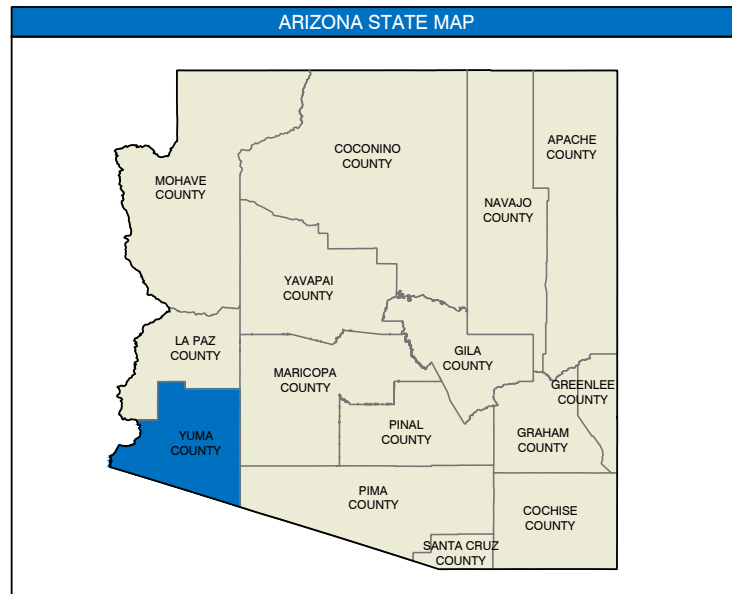 ARIZONA STATE MAP
COCONINO
COUNTY
APACHE
COUNTY
MOHAVE
COUNTY
NAVAJO
COUNTY
YAVAPAI
COUNTY
LA PAZ
COUNTY
GILA
COUNTY
MARICOPA
COUNTY
GREENLEE
COUNTY
YUMA
COUNTY
PINAL
COUNTY
GRAHAM
COUNTY
PIMA
COUNTY
COCHISE
COUNTY
SANTA CRUZ
COUNTY